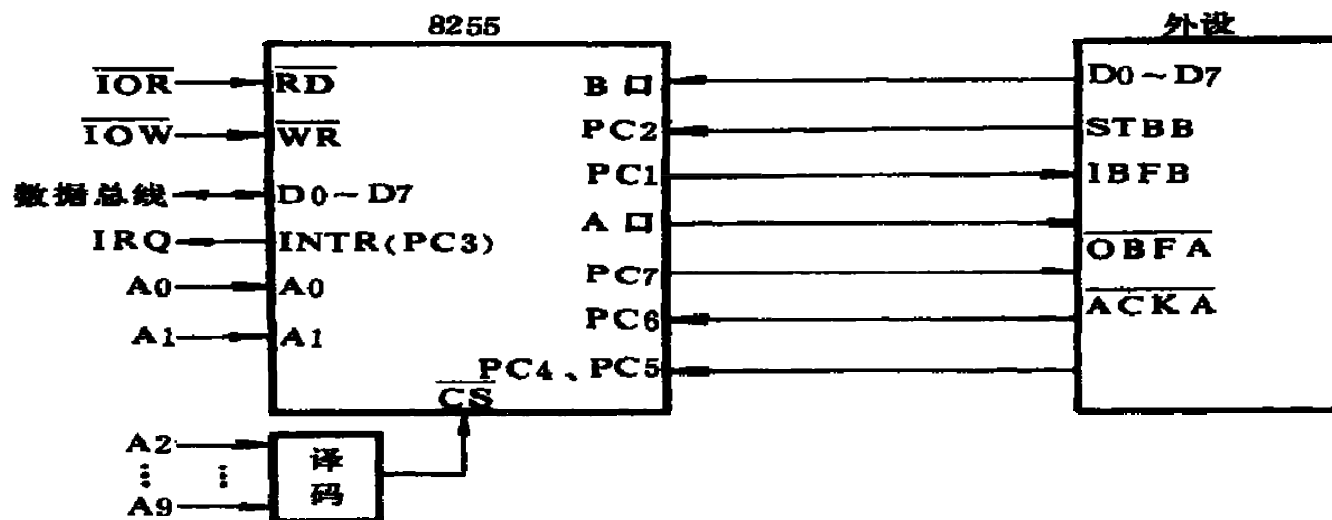 8255
外设
IOR
RD
B口
D0~D7
IOW
WR
PC2
STBB
数据总线
D0~D7
PC1
IBFB
IRQ
INTR(PC3)
A口
OBFA
A0
A0
PC7
ACKA
A1
A1
PC6
PC4、PC5
CS
A2
译
码
A9